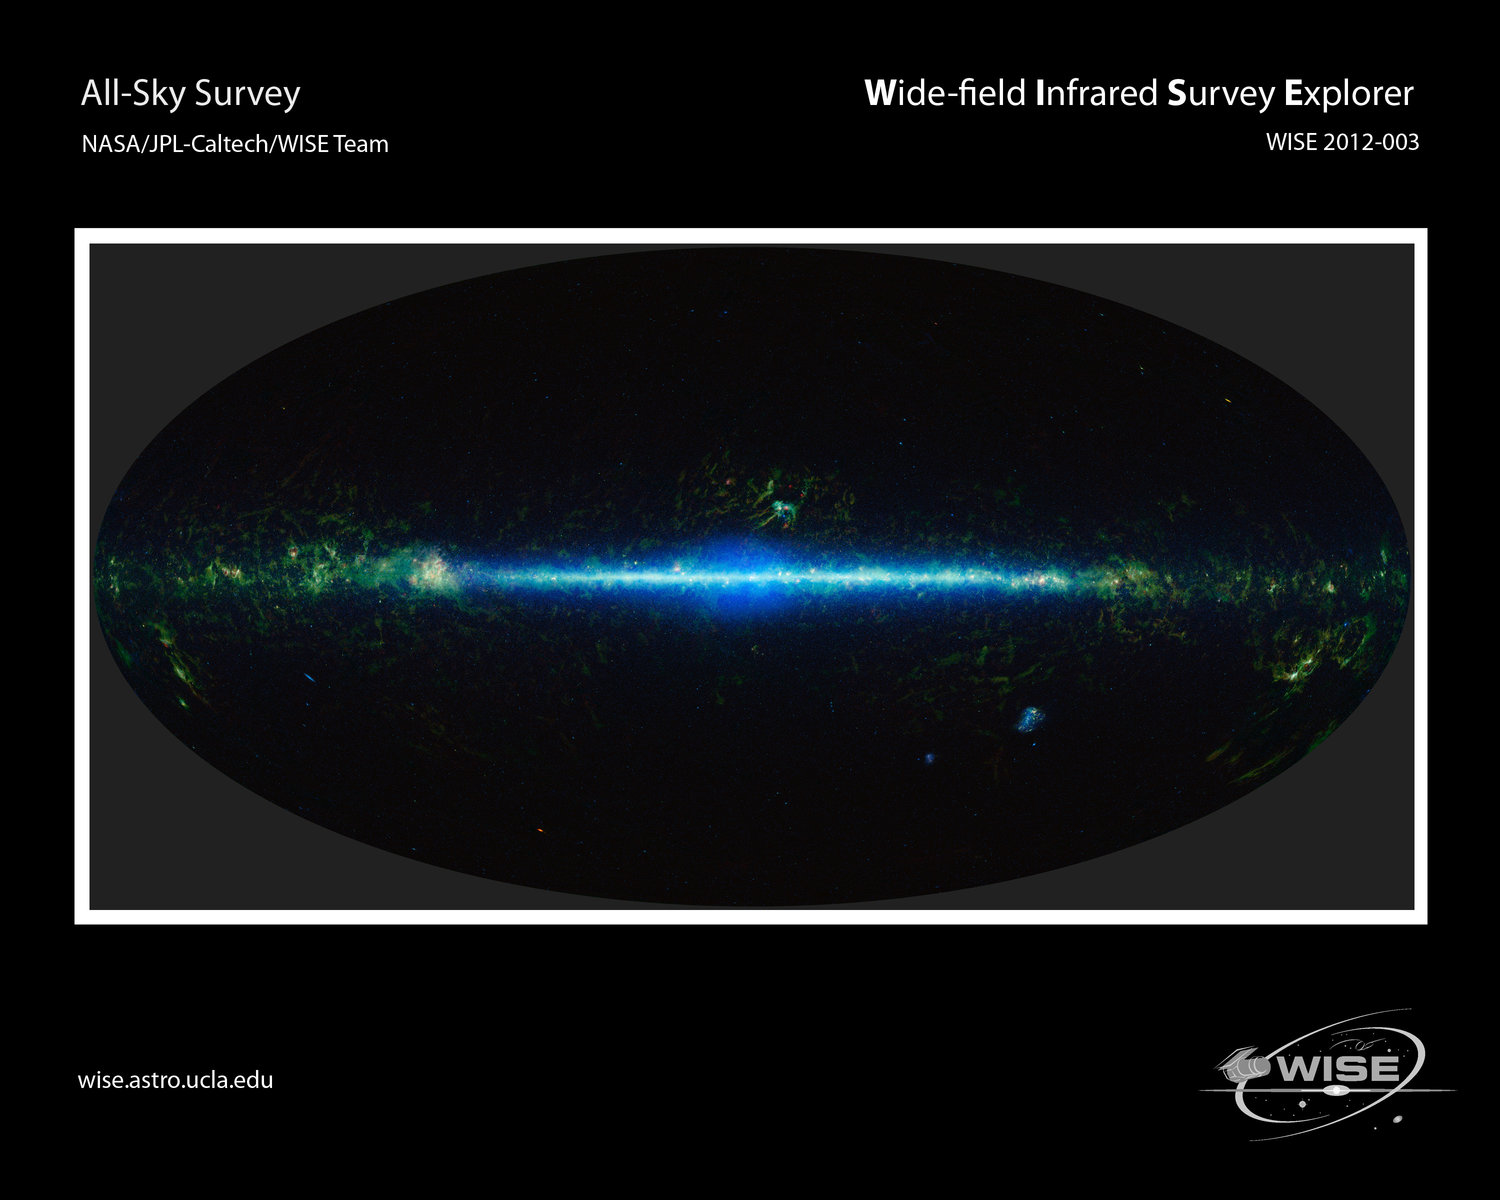 All-Sky Survey
NASA/JPL-Caltech/WISE Team
Wide-field Infrared Survey Explorer
WISE 2012-003
wise.astro.ucla.edu
WISE